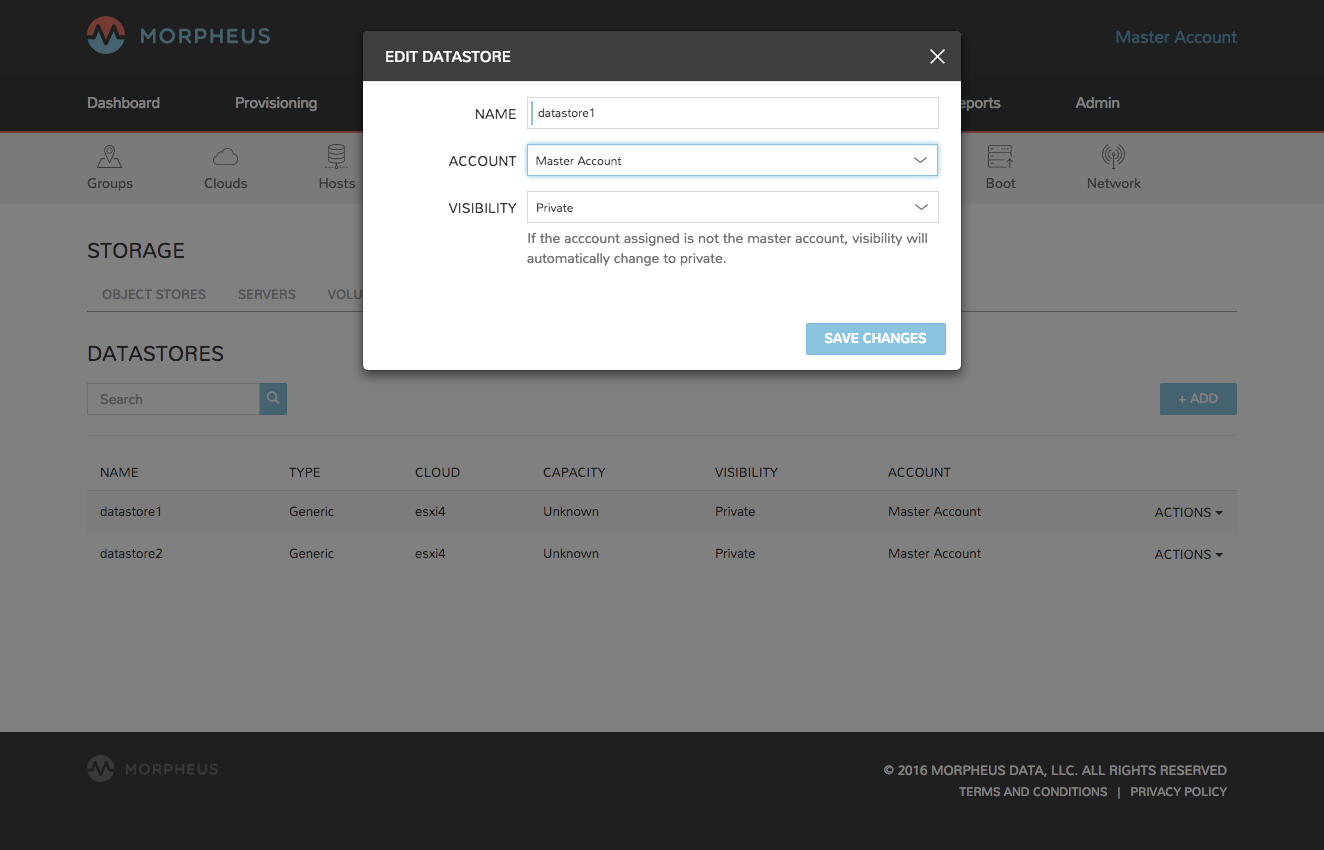 MORPHEUS
Master Account
EDIT DATASTORE
Dashboard Provisioning eports Admin
NAME datastore1
ACCOUNT Master Account
VISIBILITY Private
If the acccount assigned is not the master account, visibility will
automatically change to private.
SAVE CHANGES
Groups Clouds Hosts Boot Network
STORAGE
OBJECT STORES SERVERS VOLU
DATASTORES
Search + ADD
NAME TYPE CLOUD CAPACITY VISIBILITY ACCOUNT
datastore1 Generic esxi4 Unknown Private Master Account ACTIONS
datastore2 Generic esxi4 Unknown Private Master Account ACTIONS
MORPHEUS
© 2016 MORPHEUS DATA, LLC. ALL RIGHTS RESERVED
TERMS AND CONDITIONS | PRIVACY POLICY